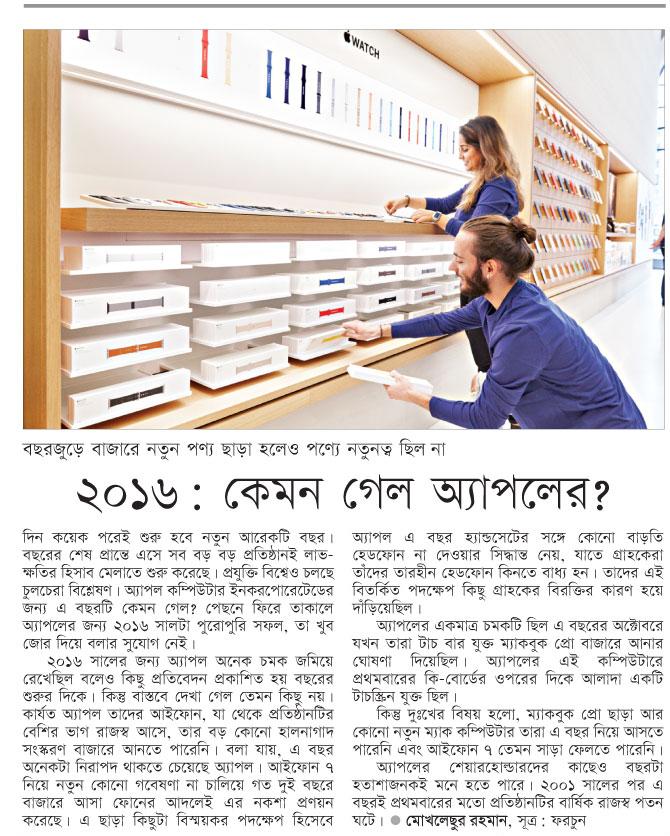 WATCH
বছরজুড়ে বাজারে নতুন পণ্য ছাড়া হলেও পণ্যে নতুনত্ব ছিল না
২০১৬ : কেমন গেল অ্যাপলের?
দিন কয়েক পরেই শুরু হবে নতুন আরেকটি বছর।
বছরের শেষ প্রান্তে এসে সব বড় বড় প্রতিষ্ঠানই লাভ-
ক্ষতির হিসাব মেলাতে শুরু করেছে। প্রযুক্তি বিশ্বেও চলছে
চুলচেরা বিশ্লেষণ। অ্যাপল কম্পিউটার ইনকরপোরেটেডের
জন্য এ বছরটি কেমন গেল? পেছনে ফিরে তাকালে
অ্যাপলের জন্য ২০১৬ সালটা পুরোপুরি সফল, তা খুব
জোর দিয়ে বলার সুযোগ নেই।
২০১৬ সালের জন্য অ্যাপল অনেক চমক জমিয়ে
রেখেছিল বলেও কিছু প্রতিবেদন প্রকাশিত হয় বছরের
শুরুর দিকে। কিন্তু বাস্তবে দেখা গেল তেমন কিছু নয়।
কার্যত অ্যাপল তাদের আইফোন, যা থেকে প্রতিষ্ঠানটির
বেশির ভাগ রাজস্ব আসে, তার বড় কোনো হালনাগাদ
সংস্করণ বাজারে আনতে পারেনি। বলা যায়, এ বছর
অনেকটা নিরাপদ থাকতে চেয়েছে অ্যাপল। আইফোন ৭
নিয়ে নতুন কোনো গবেষণা না চালিয়ে গত দুই বছরে
বাজারে আসা ফোনের আদলেই এর নকশা প্রণয়ন
করেছে। এ ছাড়া কিছুটা বিস্ময়কর পদক্ষেপ হিসেবে
অ্যাপল এ বছর হ্যান্ডসেটের সঙ্গে কোনো বাড়তি
হেডফোন না দেওয়ার সিদ্ধান্ত নেয়, যাতে গ্রাহকেরা
তাঁদের তারহীন হেডফোন কিনতে বাধ্য হন। তাদের এই
বিতর্কিত পদক্ষেপ কিছু গ্রাহকের বিরক্তির কারণ হয়ে
দাঁড়িয়েছিল।
অ্যাপলের একমাত্র চমকটি ছিল এ বছরের অক্টোবরে
যখন তারা টাচ বার যুক্ত ম্যাকবুক প্রো বাজারে আনার
ঘোষণা দিয়েছিল। অ্যাপলের এই কম্পিউটারে
প্রথমবারের কি-বোর্ডের ওপরের দিকে আলাদা একটি
টাচস্ক্রিন যুক্ত ছিল।
কিন্তু দুঃখের বিষয় হলো, ম্যাকবুক প্রো ছাড়া আর
কোনো নতুন ম্যাক কম্পিউটার তারা এ বছর নিয়ে আসতে
পারেনি এবং আইফোন ৭ তেমন সাড়া ফেলতে পারেনি।
অ্যাপলের শেয়ারহোল্ডারদের কাছেও বছরটা
হতাশাজনকই মনে হতে পারে। ২০০১ সালের পর এ
বছরই প্রথমবারের মতো প্রতিষ্ঠানটির বার্ষিক রাজস্ব পতন
ঘটে। ● মোখলেছুর রহমান, সূত্র : ফরচুন